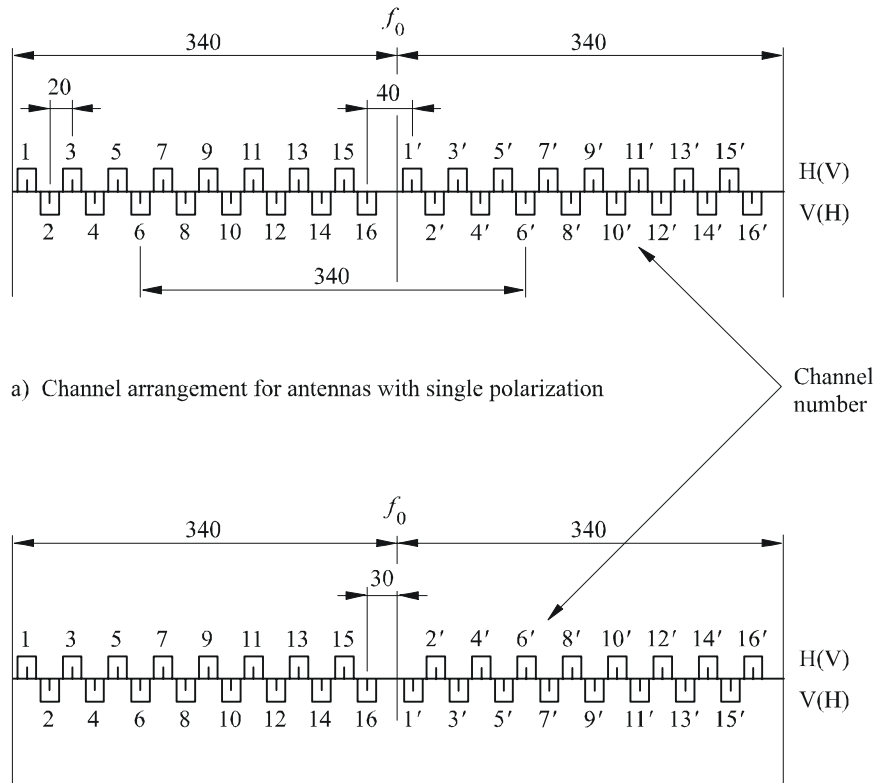 f0
340 340
20 40
1 3 5 7 9 11 13 15 1′ 3′ 5′ 7′ 9′ 11′ 13′ 15′
H(V)
V(H)
2 4 6 8 10 12 14 16 2′ 4′ 6′ 8′ 10′ 12′ 14′ 16′
340
a) Channel arrangement for antennas with single polarization
Channel
number
f0
340 340
30
1 3 5 7 9 11 13 15 2′ 4′ 6′ 8′ 10′ 12′ 14′ 16′
H(V)
V(H)
2 4 6 8 10 12 14 16 1′ 3′ 5′ 7′ 9′ 11′ 13′ 15′